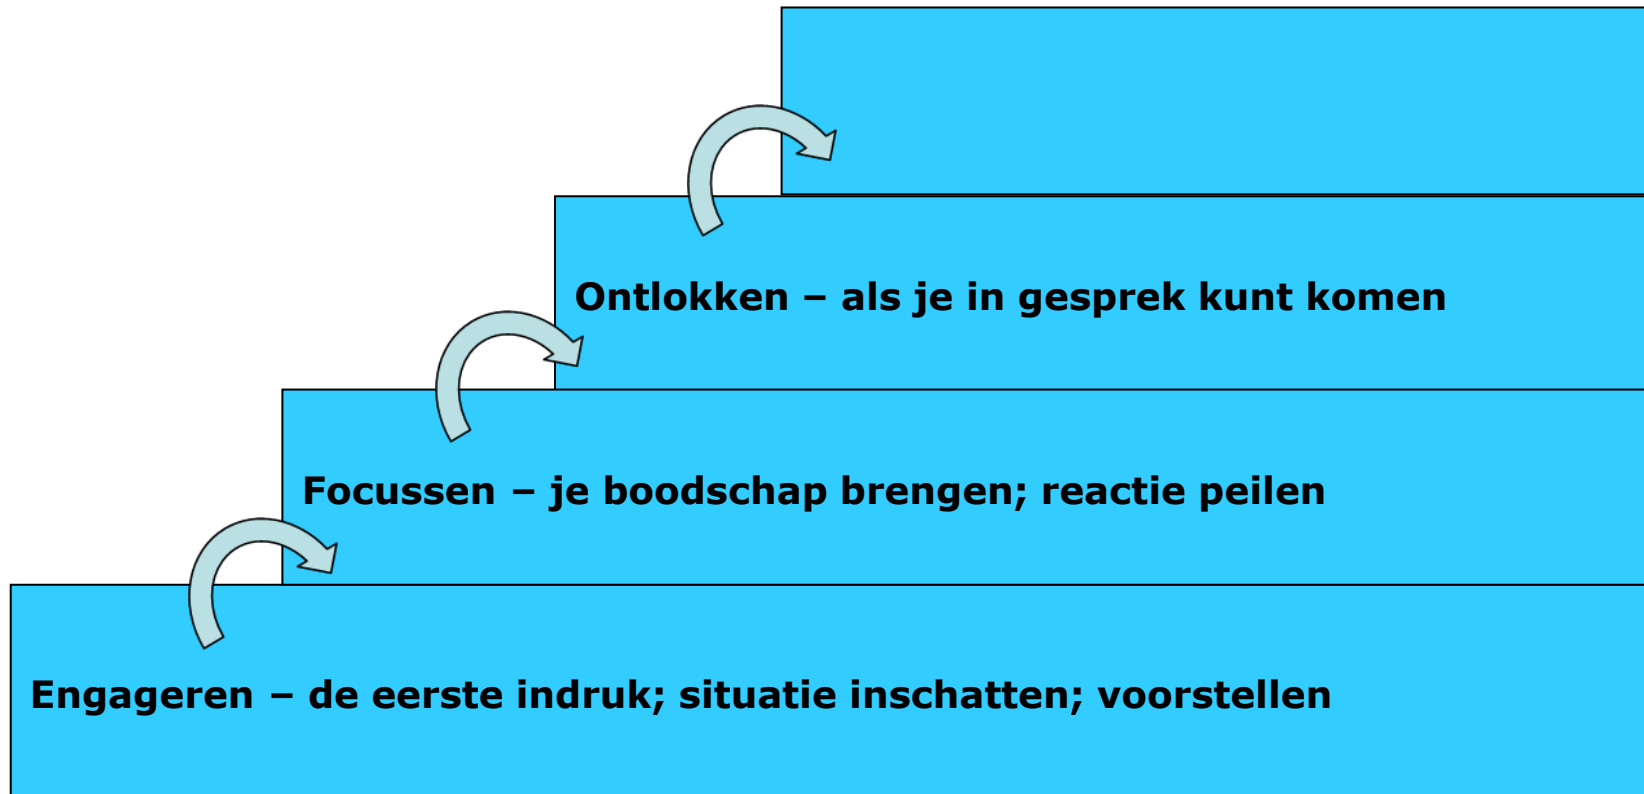 Ontlokken – als je in gesprek kunt komen
Focussen – je boodschap brengen; reactie peilen
Engageren – de eerste indruk; situatie inschatten; voorstellen